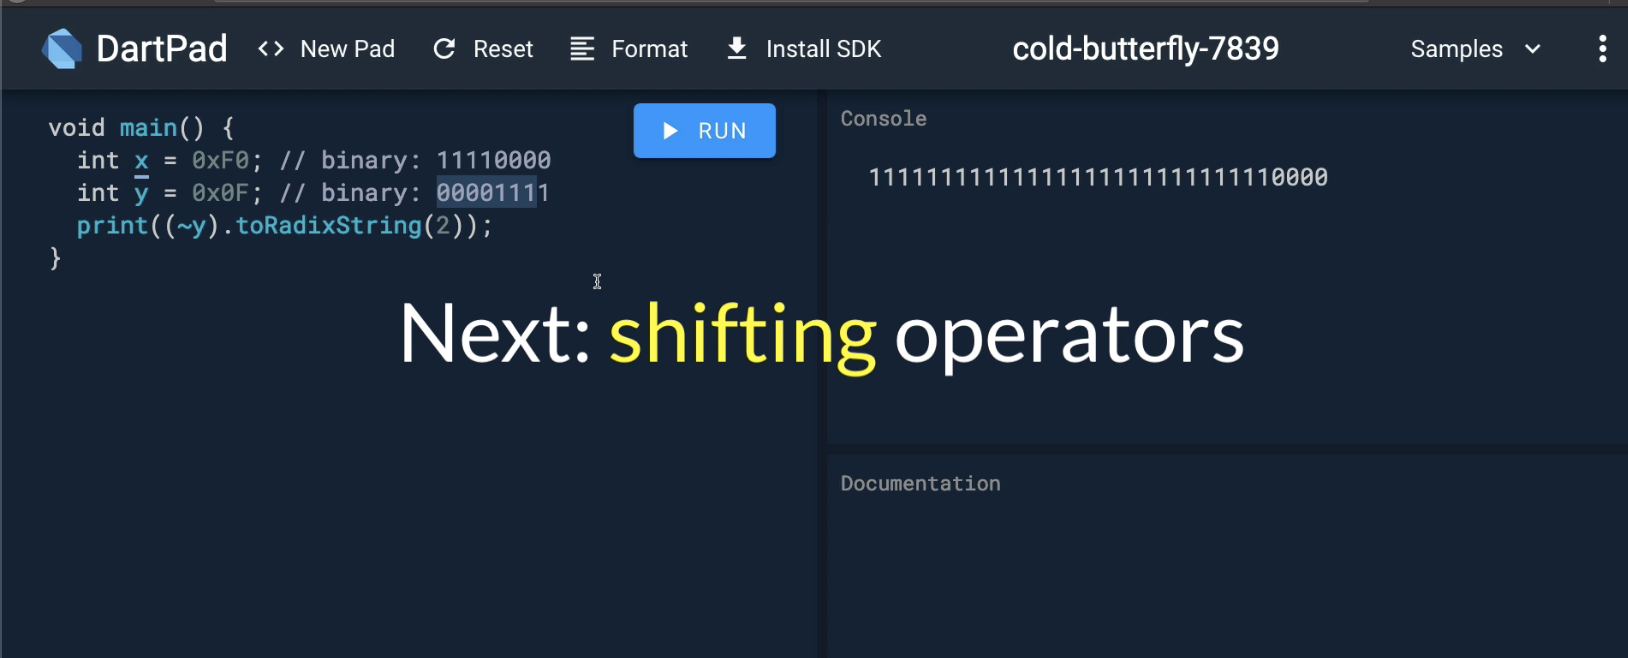 DartPad
<> New Pad
Reset
Format
Install SDK
cold-butterfly-7839
Samples
void main() {
int x = 0xF0; // binary: 11110000
int y = 0x0F; // binary: 00001111
print((~y).toRadixString(2));
}
RUN
Console
11111111111111111111111111110000
Next: shifting operators
Documentation